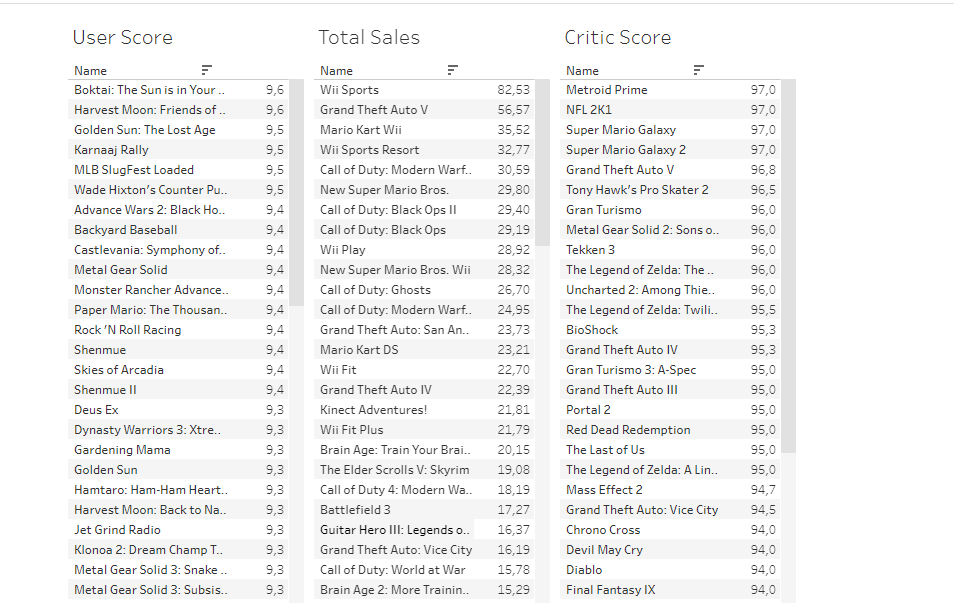 User Score
Name
Boktai: The Sun is in Your .. 9,6
Harvest Moon: Friends of .. 9,6
Golden Sun: The Lost Age 9,5
Karnaaj Rally 9,5
MLB SlugFest Loaded 9,5
Wade Hixton's Counter Pu.. 9,5
Advance Wars 2: Black Ho.. 9,4
Backyard Baseball 9,4
Castlevania: Symphony of.. 9,4
Metal Gear Solid 9,4
Monster Rancher Advance.. 9,4
Paper Mario: The Thousan.. 9,4
Rock 'N Roll Racing 9,4
Shenmue 9,4
Skies of Arcadia 9,4
Shenmue II 9,4
Deus Ex 9,3
Dynasty Warriors 3: Xtre.. 9,3
Gardening Mama 9,3
Golden Sun 9,3
Hamtaro: Ham-Ham Heart.. 9,3
Harvest Moon: Back to Na.. 9,3
Jet Grind Radio 9,3
Klonoa 2: Dream Champ T.. 9,3
Metal Gear Solid 3: Snake .. 9,3
Metal Gear Solid 3: Subsis.. 9,3
Total Sales
Name
Wii Sports 82,53
Grand Theft Auto V 56,57
Mario Kart Wii 35,52
Wii Sports Resort 32,77
Call of Duty: Modern Warf.. 30,59
New Super Mario Bros. 29,80
Call of Duty: Black Ops II 29,40
Call of Duty: Black Ops 29,19
Wii Play 28,92
New Super Mario Bros. Wii 28,32
Call of Duty: Ghosts 26,70
Call of Duty: Modern Warf.. 24,95
Grand Theft Auto: San An.. 23,73
Mario Kart DS 23,21
Wii Fit 22,70
Grand Theft Auto IV 22,39
Kinect Adventures! 21,81
Wii Fit Plus 21,79
Brain Age: Train Your Brai.. 20,15
The Elder Scrolls V: Skyrim 19,08
Call of Duty 4: Modern Wa.. 18,19
Battlefield 3 17,27
Guitar Hero III: Legends o.. 16,37
Grand Theft Auto: Vice City 16,19
Call of Duty: World at War 15,78
Brain Age 2: More Trainin.. 15,29
Critic Score
Name
Metroid Prime 97,0
NFL 2K1 97,0
Super Mario Galaxy 97,0
Super Mario Galaxy 2 97,0
Grand Theft Auto V 96,8
Tony Hawk's Pro Skater 2 96,5
Gran Turismo 96,0
Metal Gear Solid 2: Sons o.. 96,0
Tekken 3 96,0
The Legend of Zelda: The .. 96,0
Uncharted 2: Among Thie.. 96,0
The Legend of Zelda: Twili.. 95,5
BioShock 95,3
Grand Theft Auto IV 95,3
Gran Turismo 3: A-Spec 95,0
Grand Theft Auto III 95,0
Portal 2 95,0
Red Dead Redemption 95,0
The Last of Us 95,0
The Legend of Zelda: A Lin.. 95,0
Mass Effect 2 94,7
Grand Theft Auto: Vice City 94,5
Chrono Cross 94,0
Devil May Cry 94,0
Diablo 94,0
Final Fantasy IX 94,0